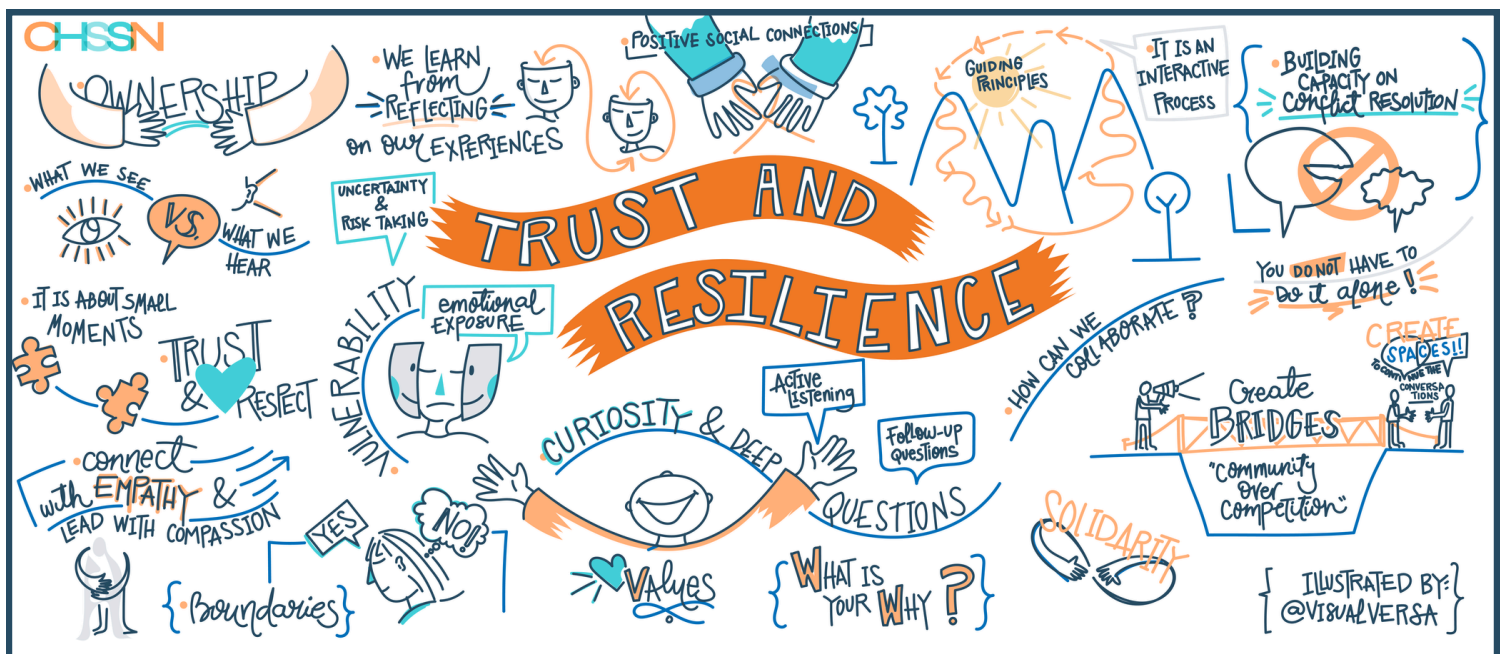 CHSSN
OWNERSHIP
WE LEARN
from
REFLECTING
on our EXPERIENCES
POSITIVE SOCIAL CONNECTIONS
GUIDING
PRINCIPLES
IT IS AN
INTERACTIVE
PROCESS
BUILDING
CAPACITY ON
Conflict RESOLUTION
WHAT WE SEE
VS.
WHAT WE
HEAR
UNCERTAINTY
&
RISK TAKING
TRUST AND
RESILIENCE
YOU DO NOT HAVE TO
Do it alone!
IT IS ABOUT SMALL
MOMENTS
TRUST
& RESPECT
VULNERABILITY
emotional
EXPOSURE
HOW CAN WE
COLLABORATE?
CREATE
SPACES!!
TO CONTINUE THE
CONVERSA
TIONS
Create
BRIDGES
"Community
over
Competition"
CURIOSITY & DEEP
QUESTIONS
ACTIVE
Listening
Follow-up
questions
connect
with EMPATHY &
LEAD WITH COMPASSION
YES
NO!
Boundaries
VALUES
WHAT IS
YOUR WHY?
SOLIDARITY
ILLUSTRATED BY:
@VISUALVERSA